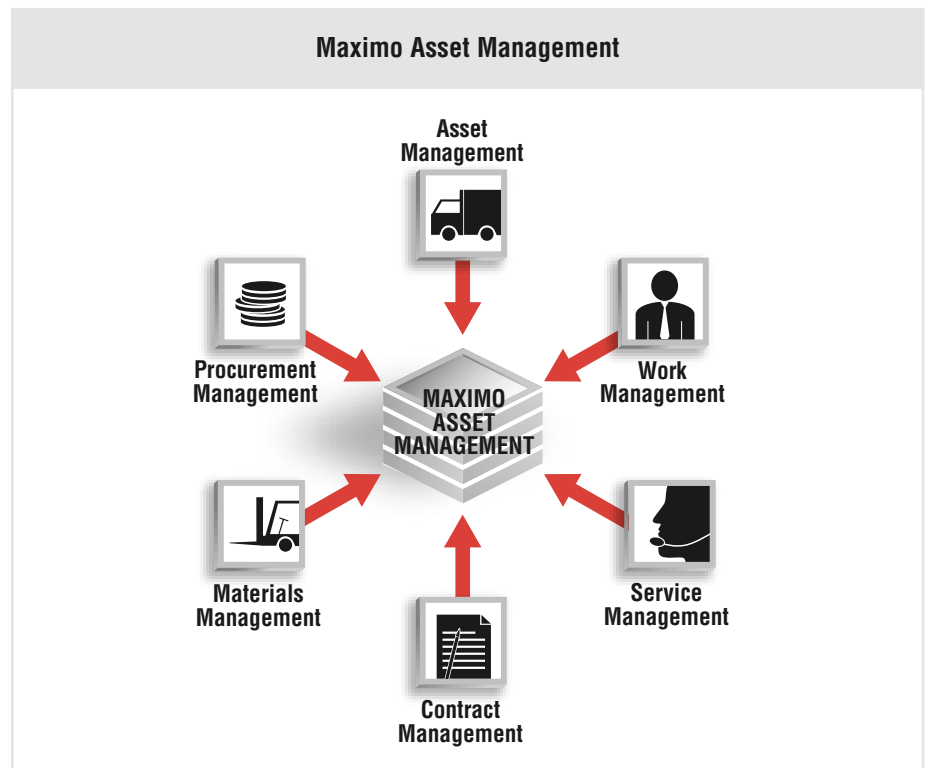 Maximo Asset Management
Asset
Management
Procurement
Management
Work
Management
MAXIMO
ASSET
MANAGEMENT
Materials
Management
Service
Management
Contract
Management